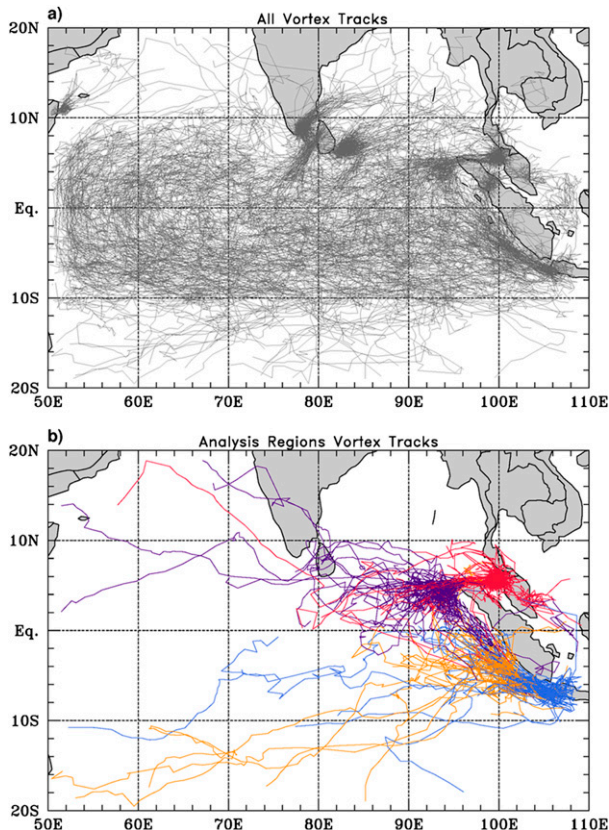 a)
All Vortex Tracks
20N
10N
Eq.
10S
20S
50E 60E 70E 80E 90E 100E 110E
b)
Analysis Regions Vortex Tracks
20N
10N
Eq.
10S
20S
50E 60E 70E 80E 90E 100E 110E